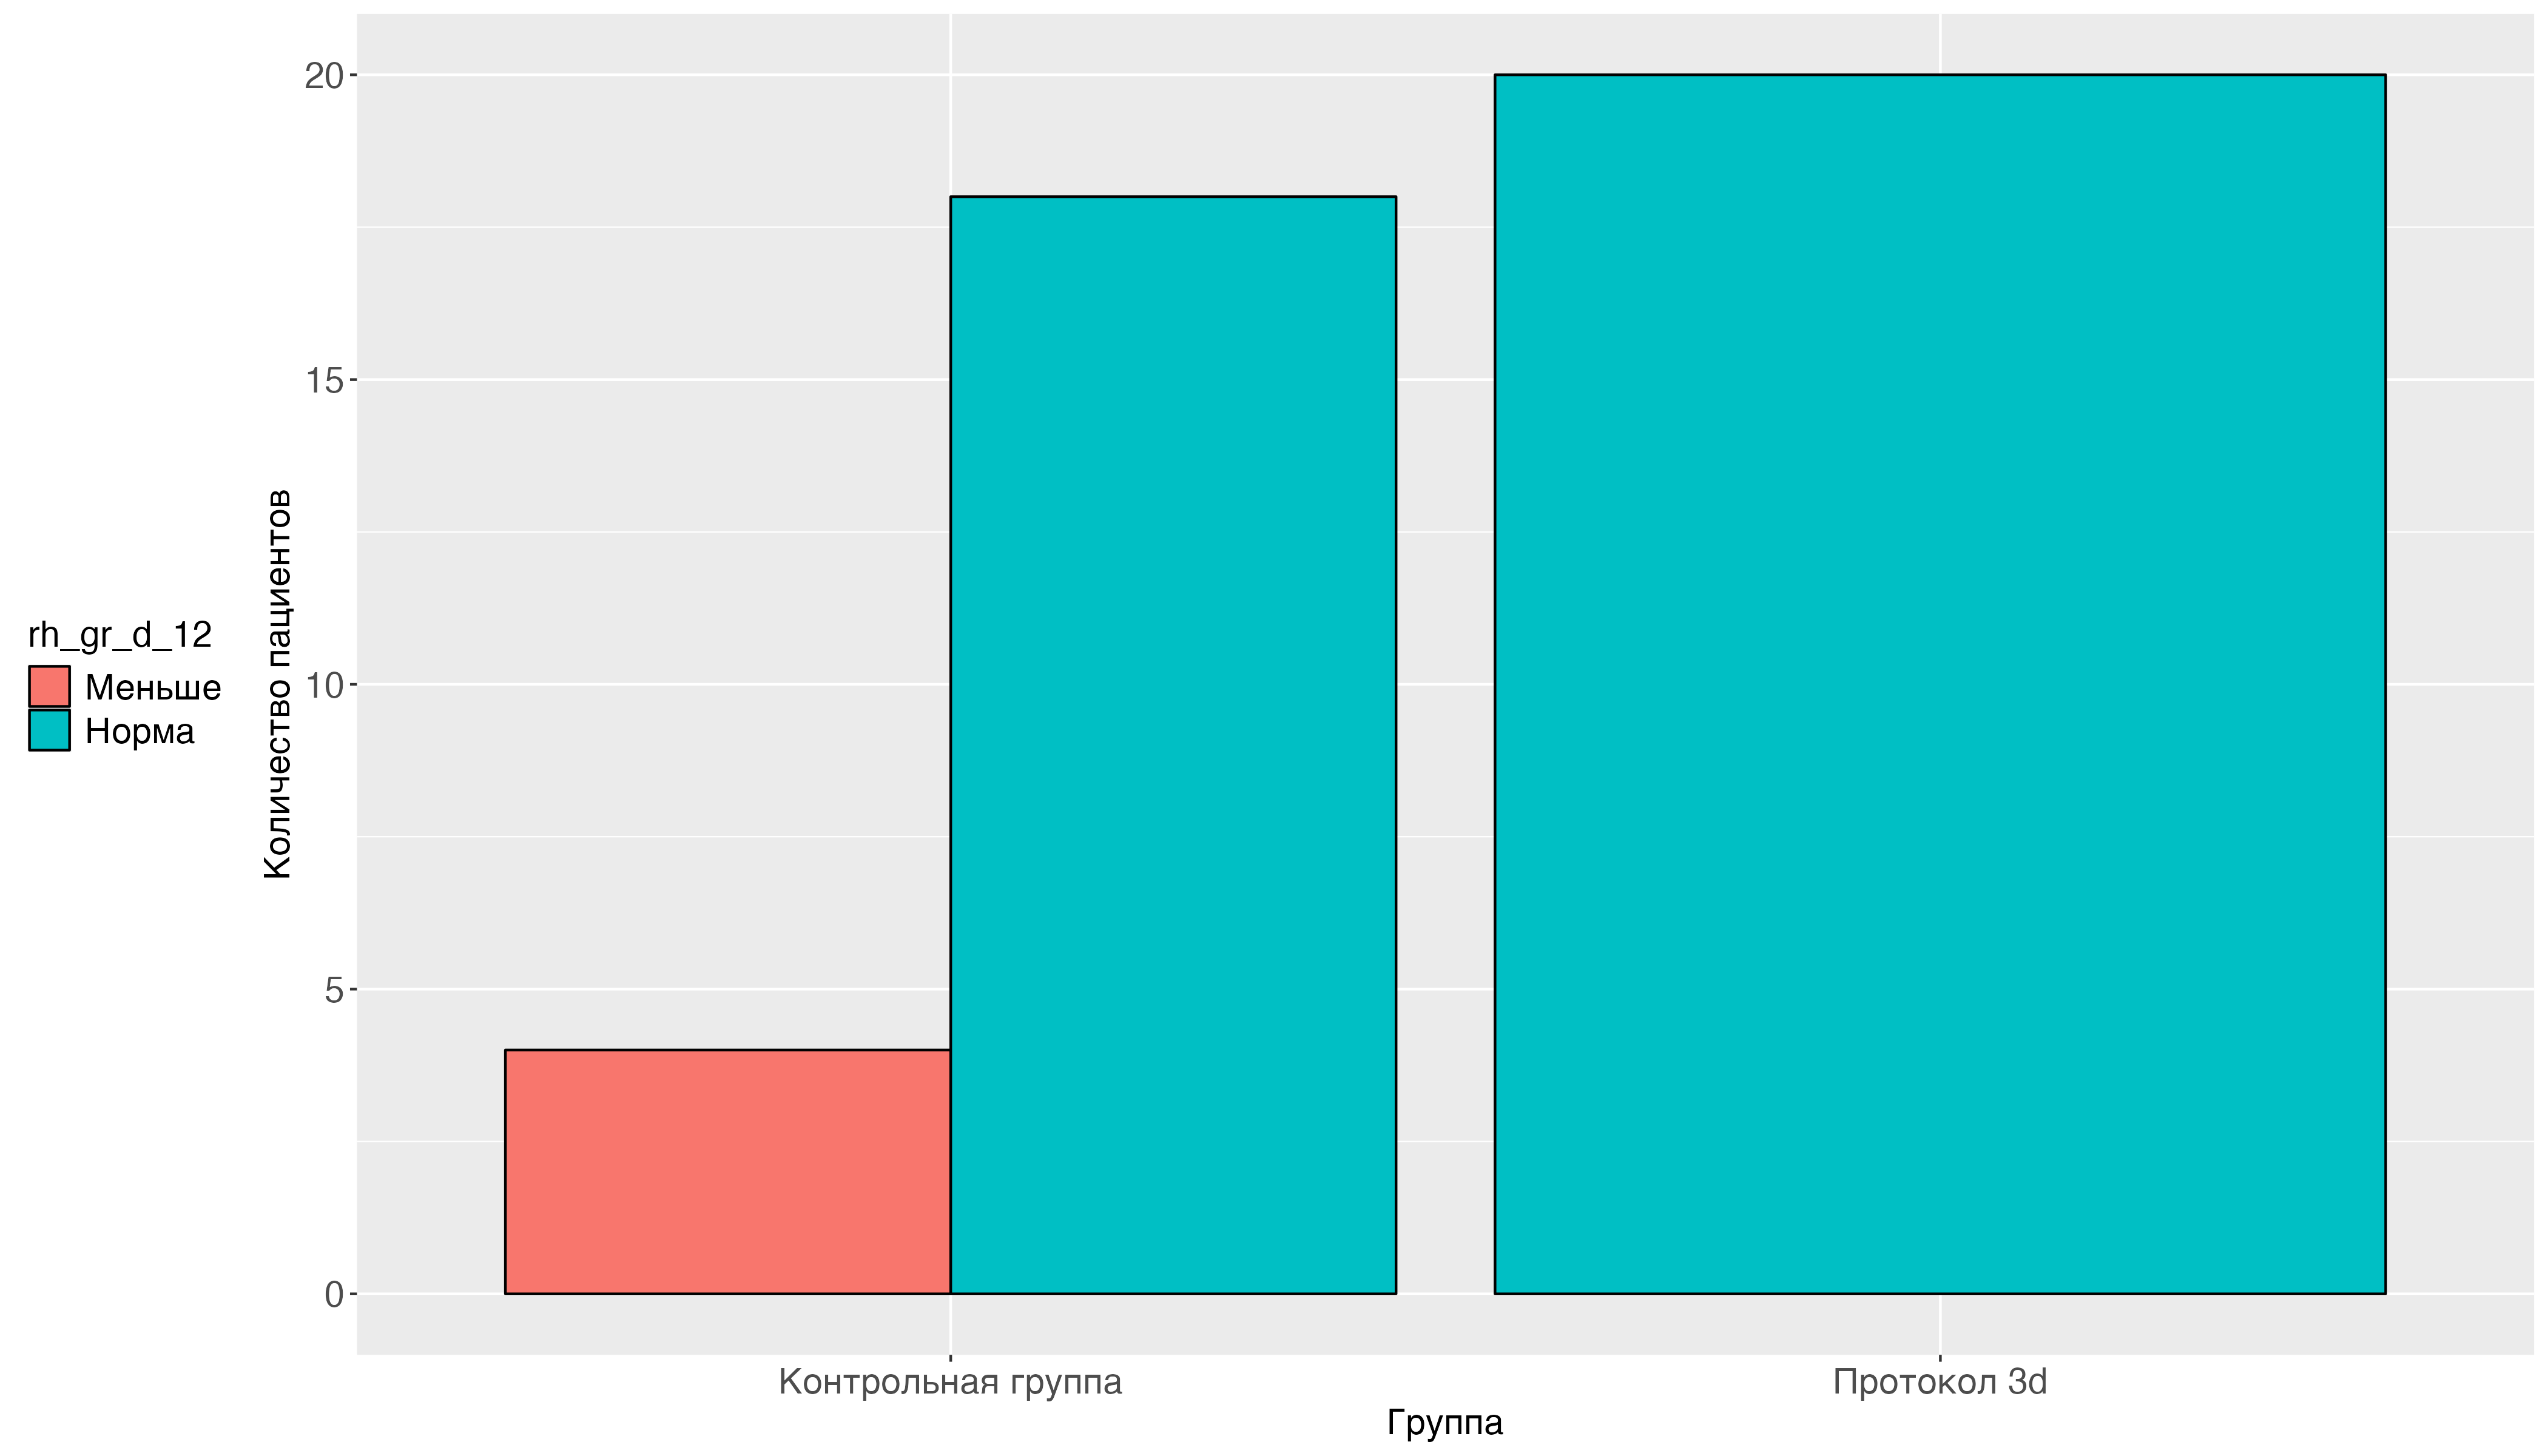 rh_gr_d_12
Меньше
Норма
Количество пациентов
20
15
10
5
0
Контрольная группа
Протокол 3d
Группа